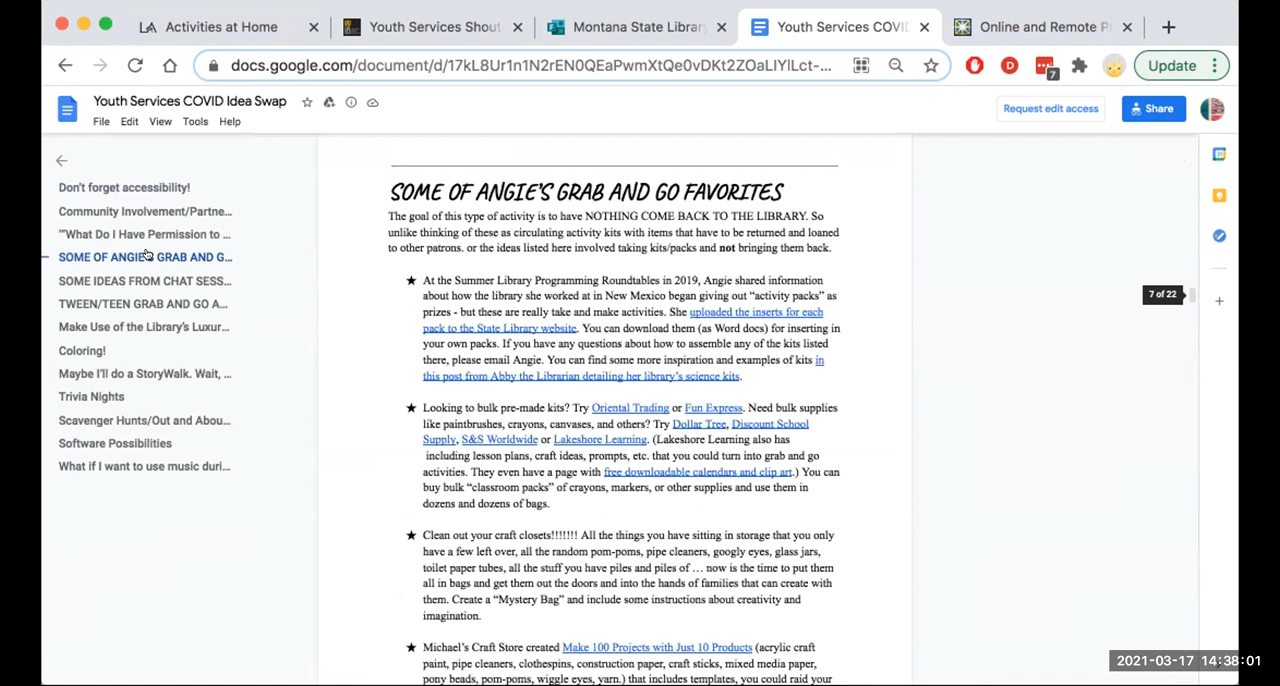 LA Activities at Home
Youth Services Shout
Montana State Library
Youth Services COVI
Online and Remote P
docs.google.com/document/d/17kL8Ur1n1N2rEN0QEaPwmXtQe0vDKt2ZOaLIYlLct-...
D
7
Update
Youth Services COVID Idea Swap
File Edit View Tools Help
Request edit access
Share
Don't forget accessibility!
Community Involvement/Partne...
'"What Do I Have Permission to ...
SOME OF ANGIE'S GRAB AND G...
SOME IDEAS FROM CHAT SESS...
TWEEN/TEEN GRAB AND GO A...
Make Use of the Library's Luxur...
Coloring!
Maybe I'll do a StoryWalk. Wait, ...
Trivia Nights
Scavenger Hunts/Out and Abou...
Software Possibilities
What if I want to use music duri...
SOME OF ANGIE'S GRAB AND GO FAVORITES
The goal of this type of activity is to have NOTHING COME BACK TO THE LIBRARY. So
unlike thinking of these as circulating activity kits with items that have to be returned and loaned
to other patrons. or the ideas listed here involved taking kits/packs and not bringing them back.
★ At the Summer Library Programming Roundtables in 2019, Angie shared information
about how the library she worked at in New Mexico began giving out “activity packs” as
prizes - but these are really take and make activities. She uploaded the inserts for each
pack to the State Library website. You can download them (as Word docs) for inserting in
your own packs. If you have any questions about how to assemble any of the kits listed
there, please email Angie. You can find some more inspiration and examples of kits in
this post from Abby the Librarian detailing her library’s science kits.
★ Looking to bulk pre-made kits? Try Oriental Trading or Fun Express. Need bulk supplies
like paintbrushes, crayons, canvases, and others? Try Dollar Tree, Discount School
Supply, S&S Worldwide or Lakeshore Learning. (Lakeshore Learning also has
including lesson plans, craft ideas, prompts, etc. that you could turn into grab and go
activities. They even have a page with free downloadable calendars and clip art.) You can
buy bulk “classroom packs” of crayons, markers, or other supplies and use them in
dozens and dozens of bags.
★ Clean out your craft closets!!!!!!! All the things you have sitting in storage that you only
have a few left over, all the random pom-poms, pipe cleaners, googly eyes, glass jars,
toilet paper tubes, all the stuff you have piles and piles of … now is the time to put them
all in bags and get them out the doors and into the hands of families that can create with
them. Create a “Mystery Bag” and include some instructions about creativity and
imagination.
★ Michael’s Craft Store created Make 100 Projects with Just 10 Products (acrylic craft
paint, pipe cleaners, clothespins, construction paper, craft sticks, mixed media paper,
pony beads, pom-poms, wiggle eyes, yarn.) that includes templates, you could raid your
7 of 22
2021-03-17 14:38:01